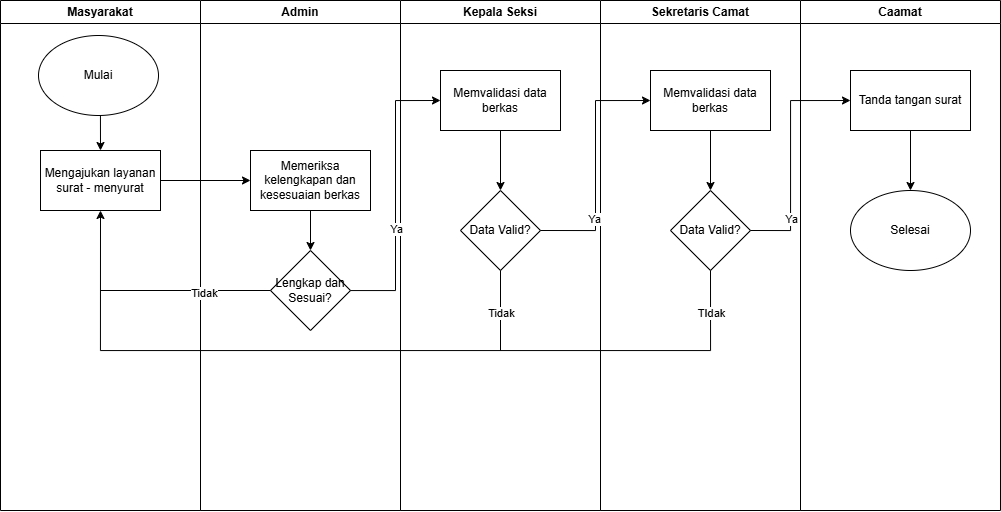 Masyarakat
Admin
Kepala Seksi
Sekretaris Camat
Caamat
Mulai
Mengajukan layanan
surat - menyurat
Memeriksa
kelengkapan dan
kesesuaian berkas
Lengkap dan
Sesuai?
Tidak
Ya
Memvalidasi data
berkas
Data Valid?
Tidak
Ya
Memvalidasi data
berkas
Data Valid?
TIdak
Ya
Tanda tangan surat
Selesai